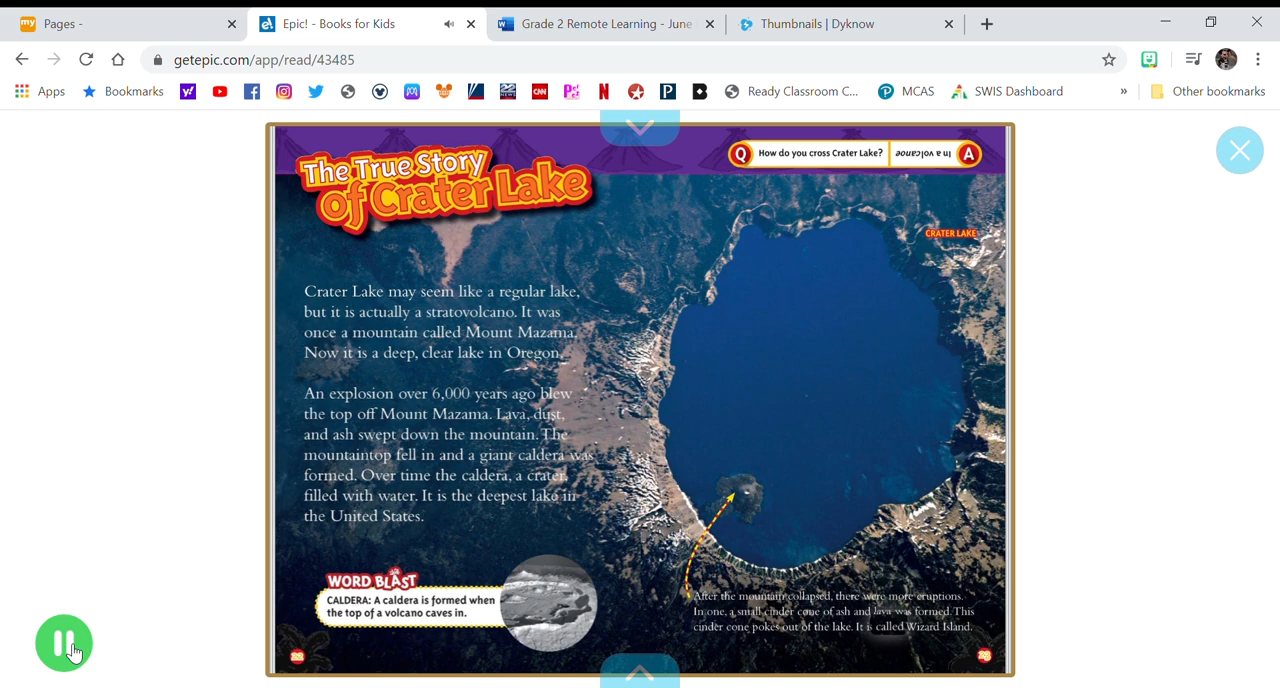 Pages -
Epic! - Books for Kids
Grade 2 Remote Learning - June
Thumbnails | Dyknow
getepic.com/app/read/43485
Apps
Bookmarks
Ready Classroom C...
MCAS
SWIS Dashboard
»
Other bookmarks
The True Story
of Crater Lake
Q How do you cross Crater Lake? In a volcanoe A
CRATER LAKE
Crater Lake may seem like a regular lake,
but it is actually a stratovolcano. It was
once a mountain called Mount Mazama.
Now it is a deep, clear lake in Oregon.
An explosion over 6,000 years ago blew
the top off Mount Mazama. Lava, dust,
and ash swept down the mountain. The
mountaintop fell in and a giant caldera was
formed. Over time the caldera, a crater,
filled with water. It is the deepest lake in
the United States.
WORD BLAST
CALDERA: A caldera is formed when
the top of a volcano caves in.
After the mountain collapsed, there were more eruptions.
In one, a small cinder cone of ash and lava was formed. This
cinder cone pokes out of the lake. It is called Wizard Island.
22
23